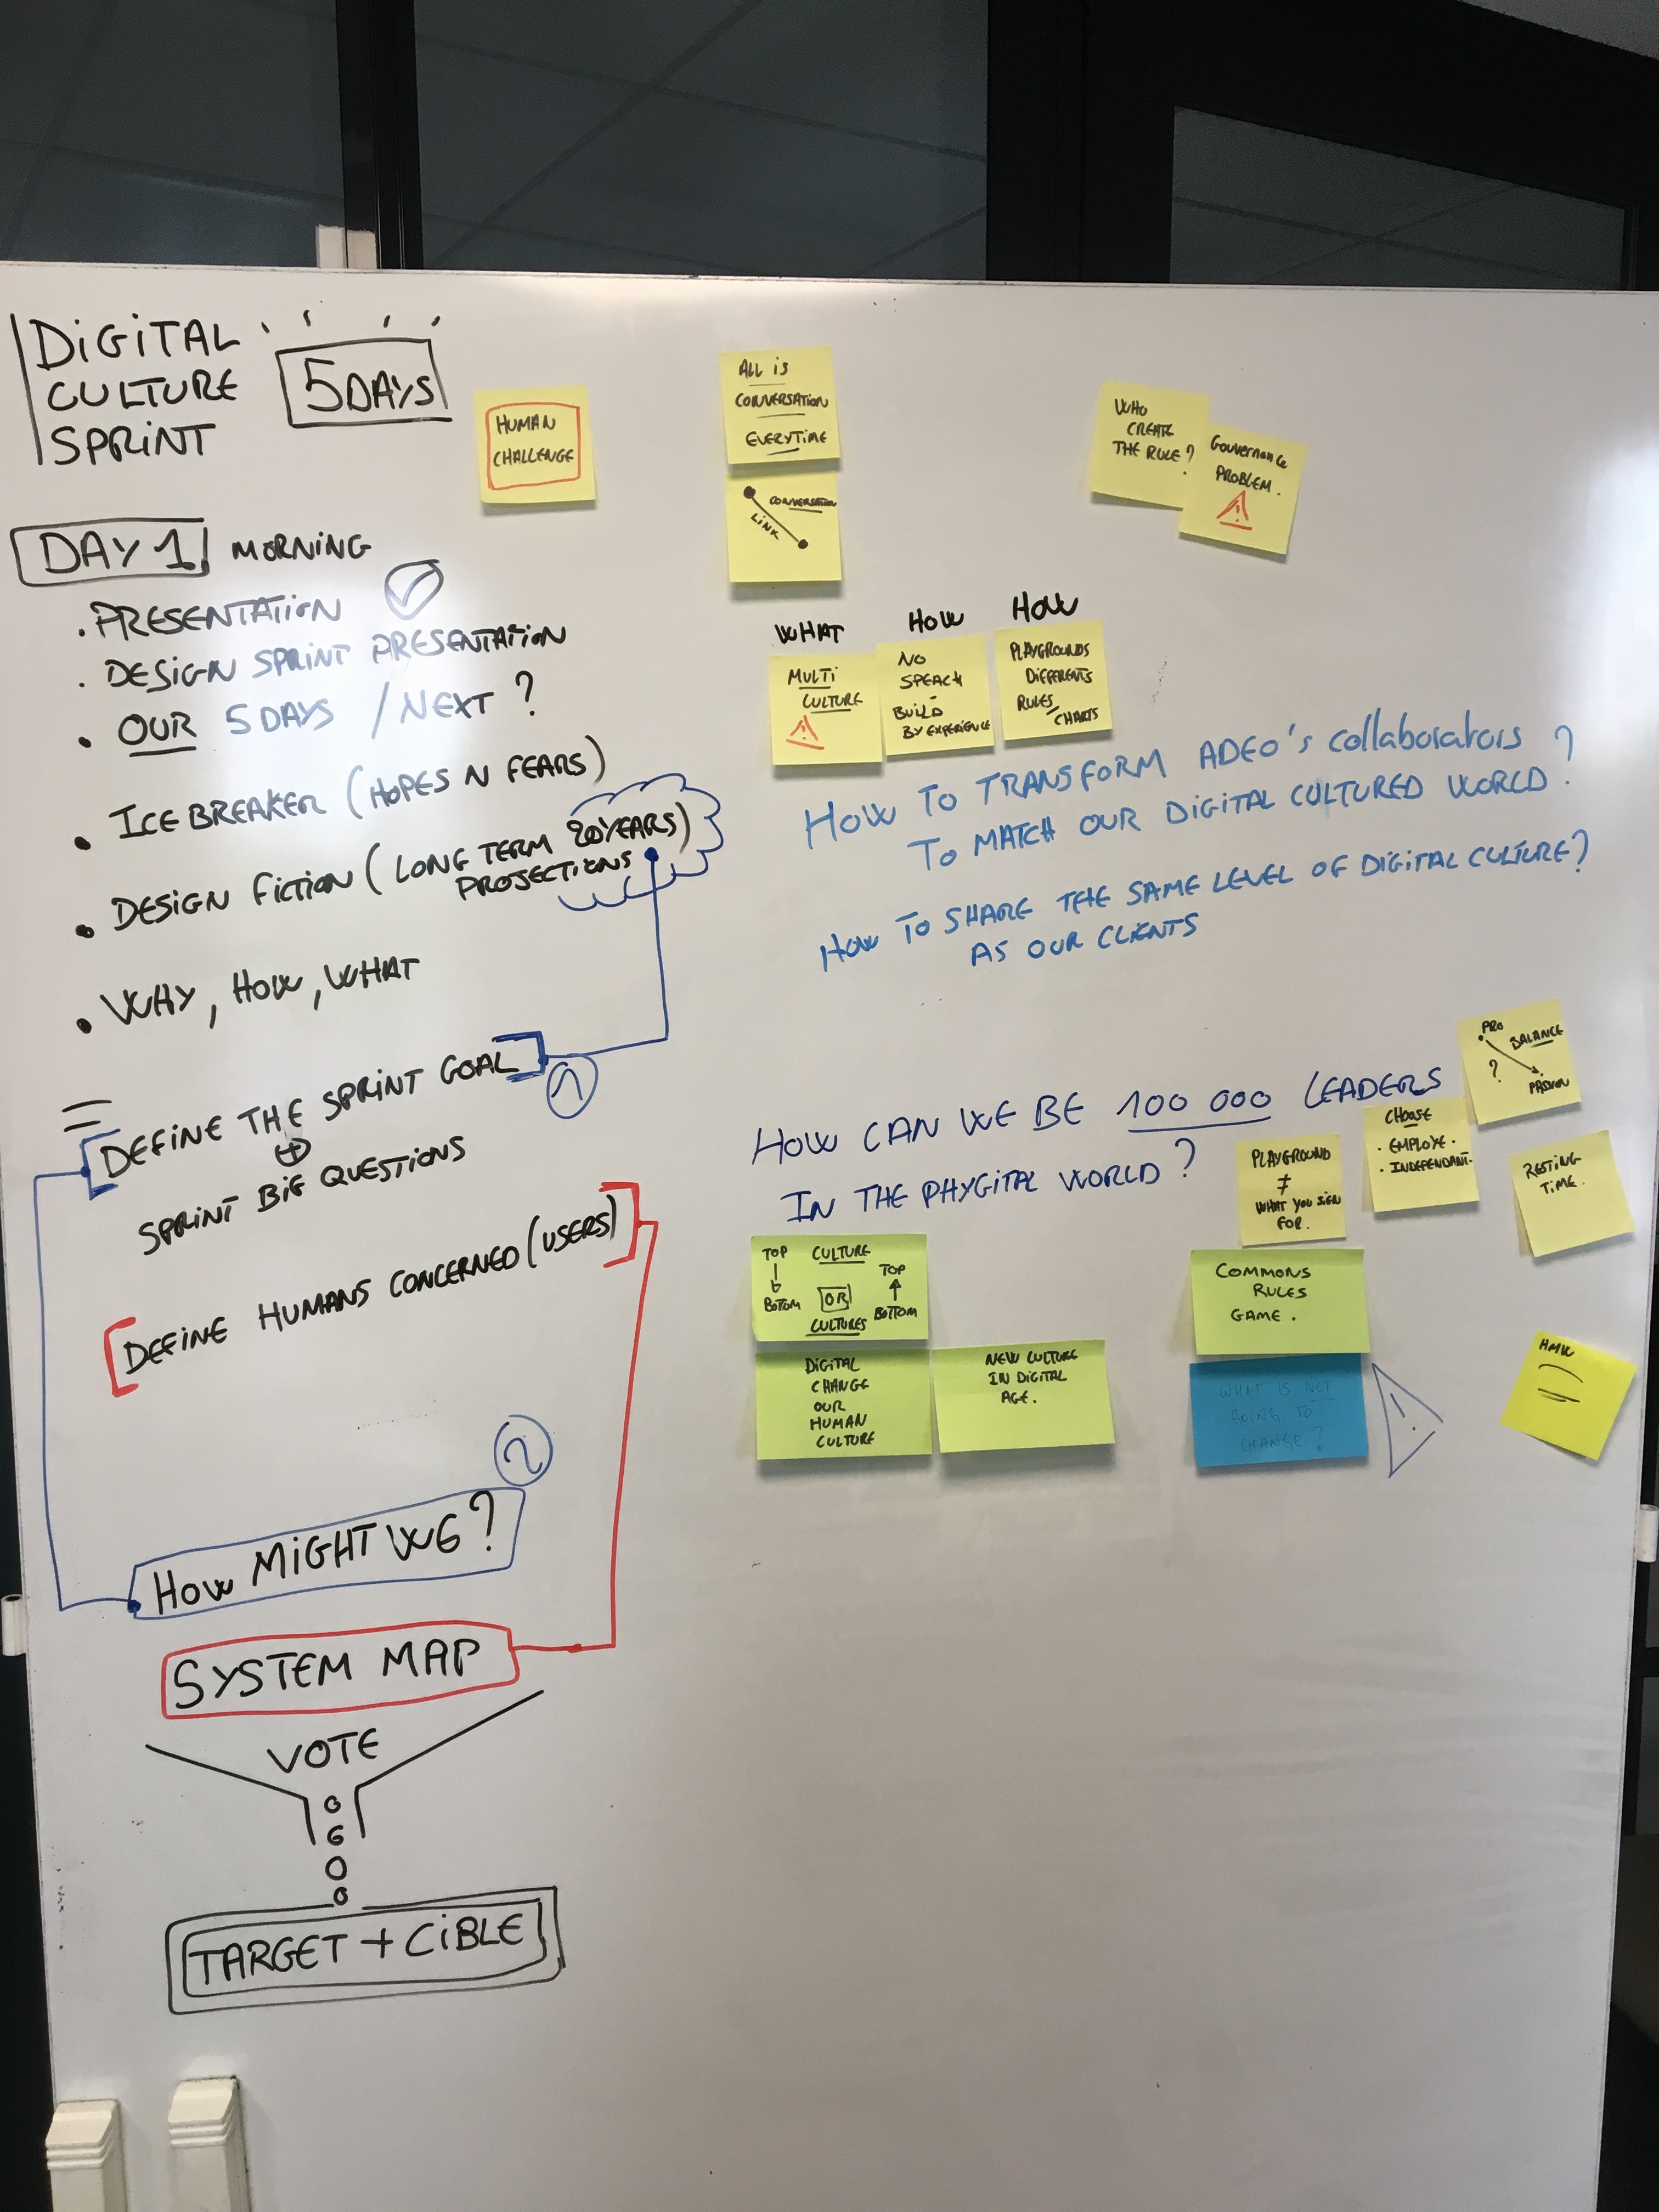 DIGITAL
CULTURE
SPRINT
5DAYS
DAY 1 MORNING
. PRESENTATION
. DESIGN SPRINT PRESENTATION
• OUR 5 DAYS / NEXT ?
• ICE BREAKER (HOPES N FEARS)
• DESIGN FICTION (LONG TERM 20YEARS)
PROJECTIONS
• WHY, HOW, WHAT
= DEFINE THE SPRINT GOAL
1
+
SPRINT BIG QUESTIONS
[DEFINE HUMANS CONCERNED (USERS)]
2
HOW MIGHT WE ?
SYSTEM MAP
VOTE
TARGET + CIBLE
HUMAN
CHALLENGE
ALL IS
CONVERSATION
EVERYTIME
CONVERSATION
LINK
WHO
CREATE
THE RULE ?
GOUVERNANCE
PROBLEM.
!
WHAT
MULTI
CULTURE
!
HOW
NO
SPEACH
-
BUILD
BY EXPERIENCE
HOW
PLAYGROUNDS
DIFFERENTS
RULES/
CHARTS
HOW TO TRANSFORM ADEO's collaborators ?
TO MATCH OUR DIGITAL CULTURED WORLD ?
HOW TO SHARE THE SAME LEVEL OF DIGITAL CULTURE ?
AS OUR CLIENTS
HOW CAN WE BE 100 000 LEADERS
IN THE PHYGITAL WORLD ?
PRO
BALANCE
?
PASSION
CHOOSE
. EMPLOYE.
. INDEPENDANT.
PLAYGROUND
≠
WHAT YOU SIGN
FOR.
RESTING
TIME.
TOP CULTURE TOP
BOTTOM OR BOTTOM
CULTURES
DIGITAL
CHANGE
OUR
HUMAN
CULTURE
NEW CULTURE
IN DIGITAL
AGE.
COMMONS
RULES
GAME.
WHAT IS NOT
GOING TO
CHANGE ?
!
HMW